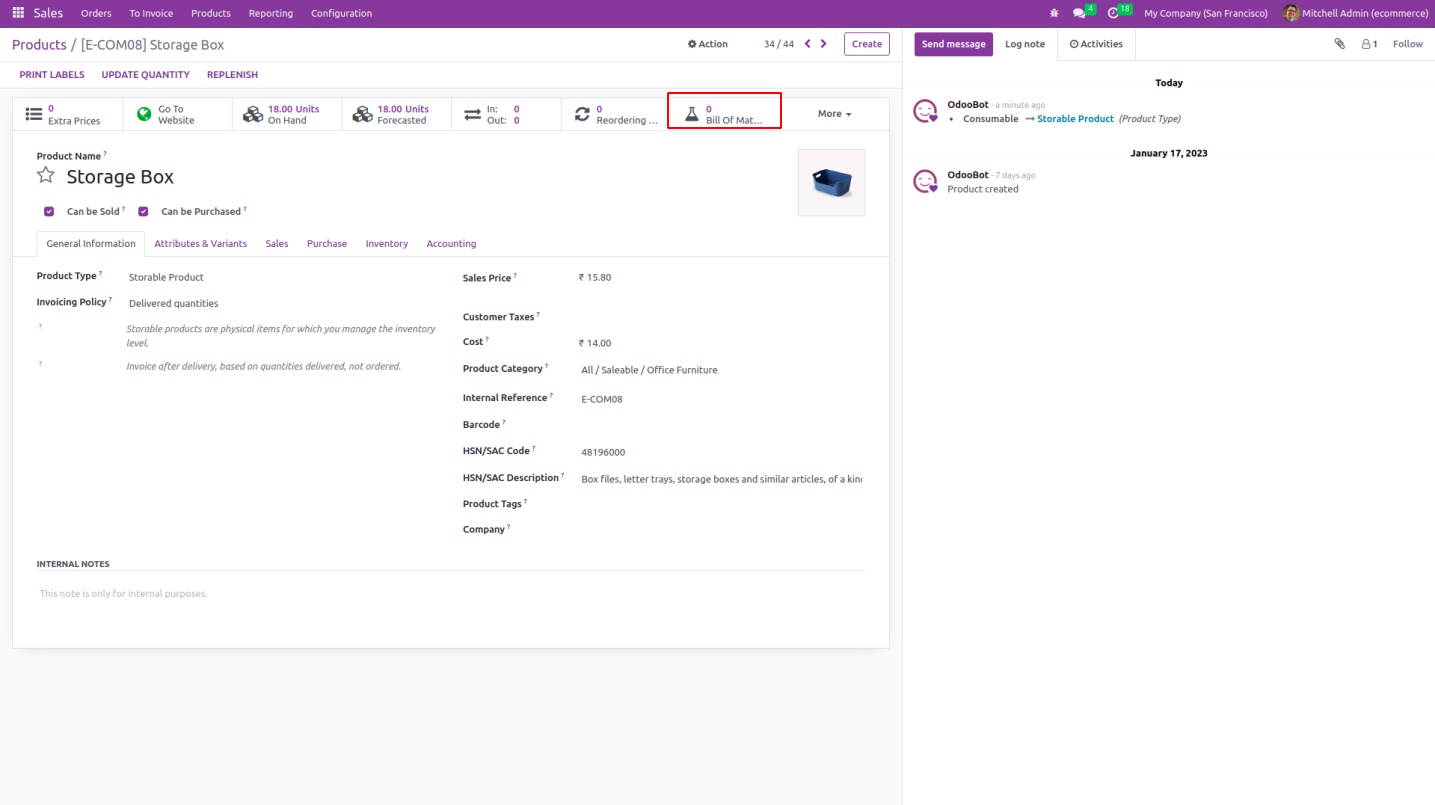 Sales Orders To Invoice Products Reporting Configuration 4 18 My Company (San Francisco) Mitchell Admin (ecommerce)
Products / [E-COM08] Storage Box Action 34 / 44 Create
PRINT LABELS UPDATE QUANTITY REPLENISH
0
Extra Prices
Go To
Website
18.00 Units
On Hand
18.00 Units
Forecasted
In: 0
Out: 0
0
Reordering ...
0
Bill Of Mat...
More
Product Name ?
Storage Box
Can be Sold ? Can be Purchased ?
General Information Attributes & Variants Sales Purchase Inventory Accounting
Product Type ? Storable Product
Invoicing Policy ? Delivered quantities
? Storable products are physical items for which you manage the inventory
level.
? Invoice after delivery, based on quantities delivered, not ordered.
Sales Price ? ₹ 15.80
Customer Taxes ?
Cost ? ₹ 14.00
Product Category ? All / Saleable / Office Furniture
Internal Reference ? E-COM08
Barcode ?
HSN/SAC Code ? 48196000
HSN/SAC Description ? Box files, letter trays, storage boxes and similar articles, of a kin
Product Tags ?
Company ?
INTERNAL NOTES
This note is only for internal purposes.
Send message Log note Activities 1 Follow
Today
OdooBot - a minute ago
• Consumable → Storable Product (Product Type)
January 17, 2023
OdooBot - 7 days ago
Product created